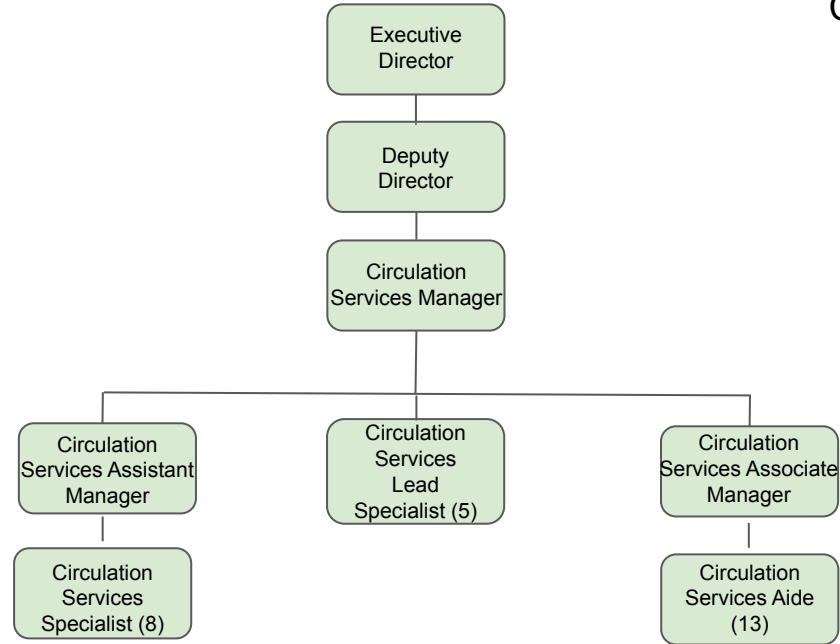 Executive
Director
Deputy
Director
Circulation
Services Manager
Circulation
Services Assistant
Manager
Circulation
Services
Lead
Specialist (5)
Circulation
Services Associate
Manager
Circulation
Services
Specialist (8)
Circulation
Services Aide
(13)